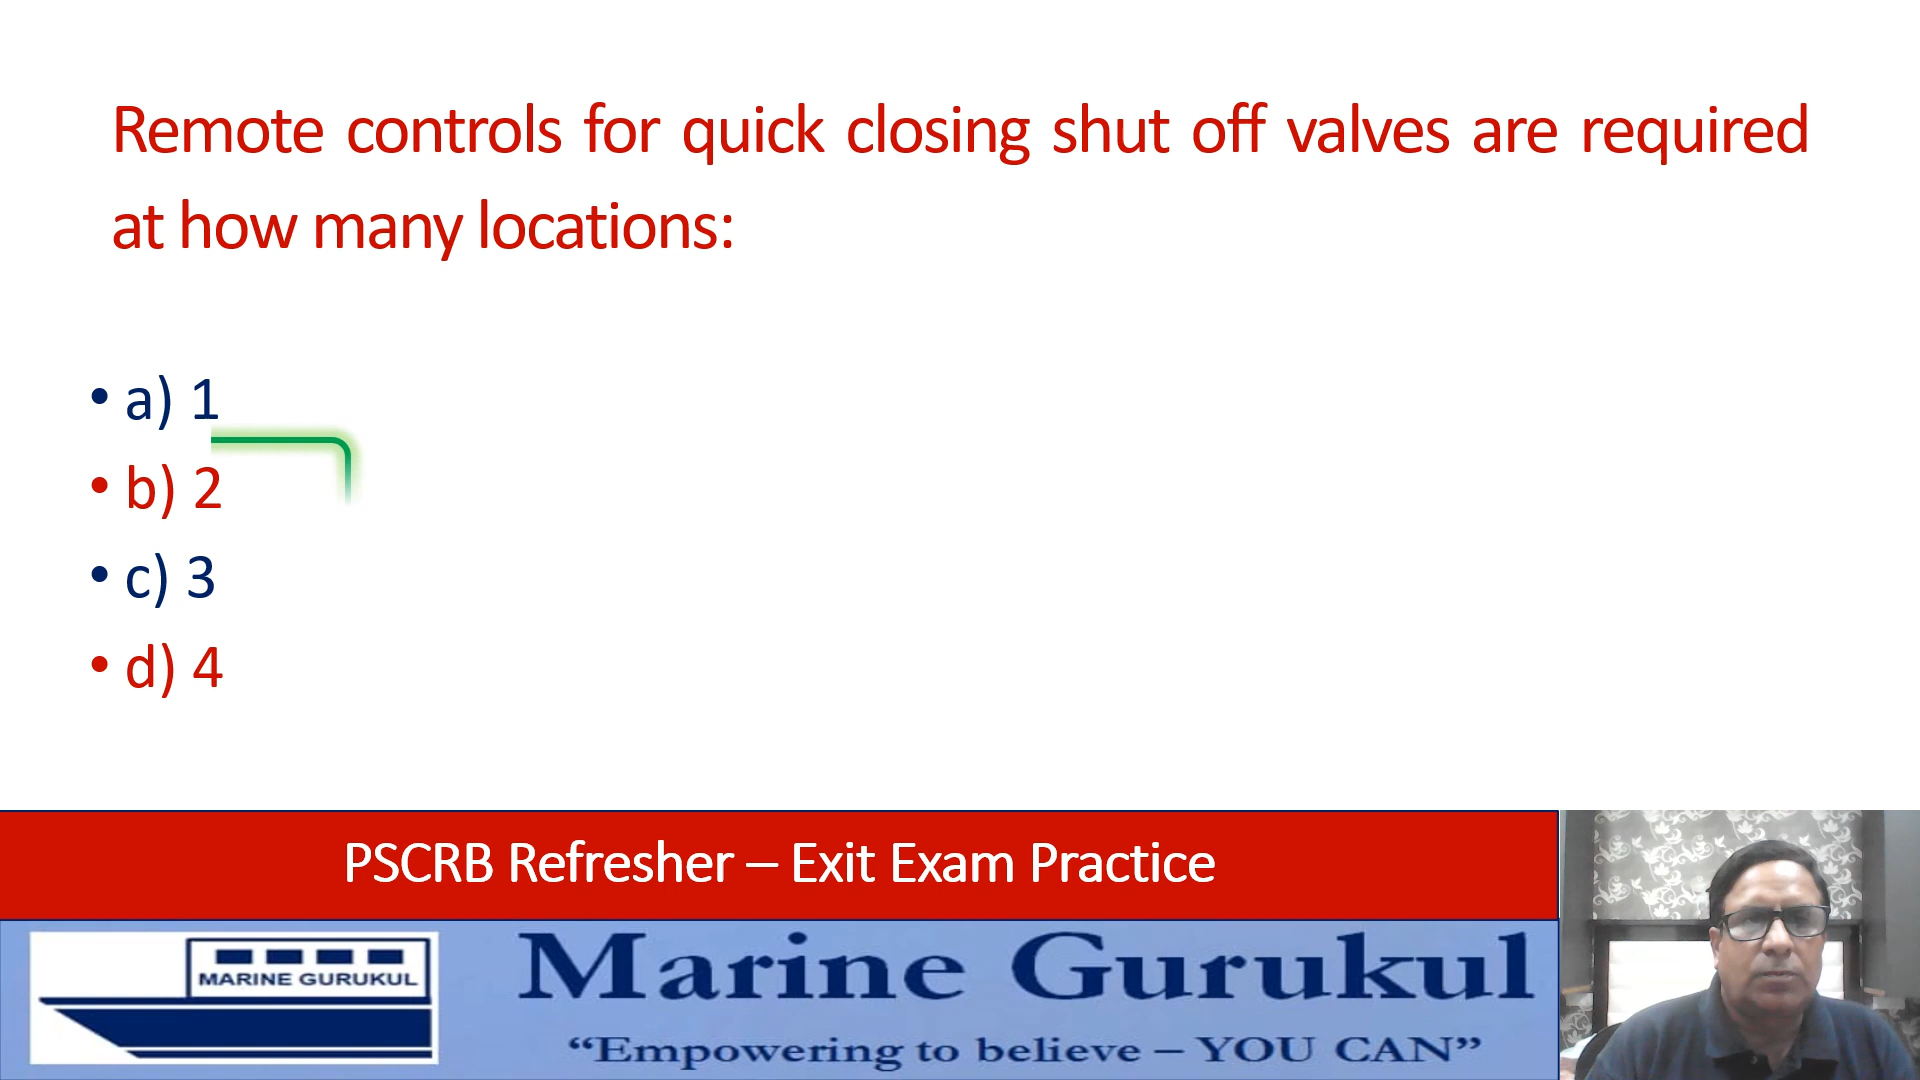 Remote controls for quick closing shut off valves are required
at how many locations:
• a) 1
• b) 2
• c) 3
• d) 4
PSCRB Refresher – Exit Exam Practice
MARINE GURUKUL
Marine Gurukul
“Empowering to believe – YOU CAN”